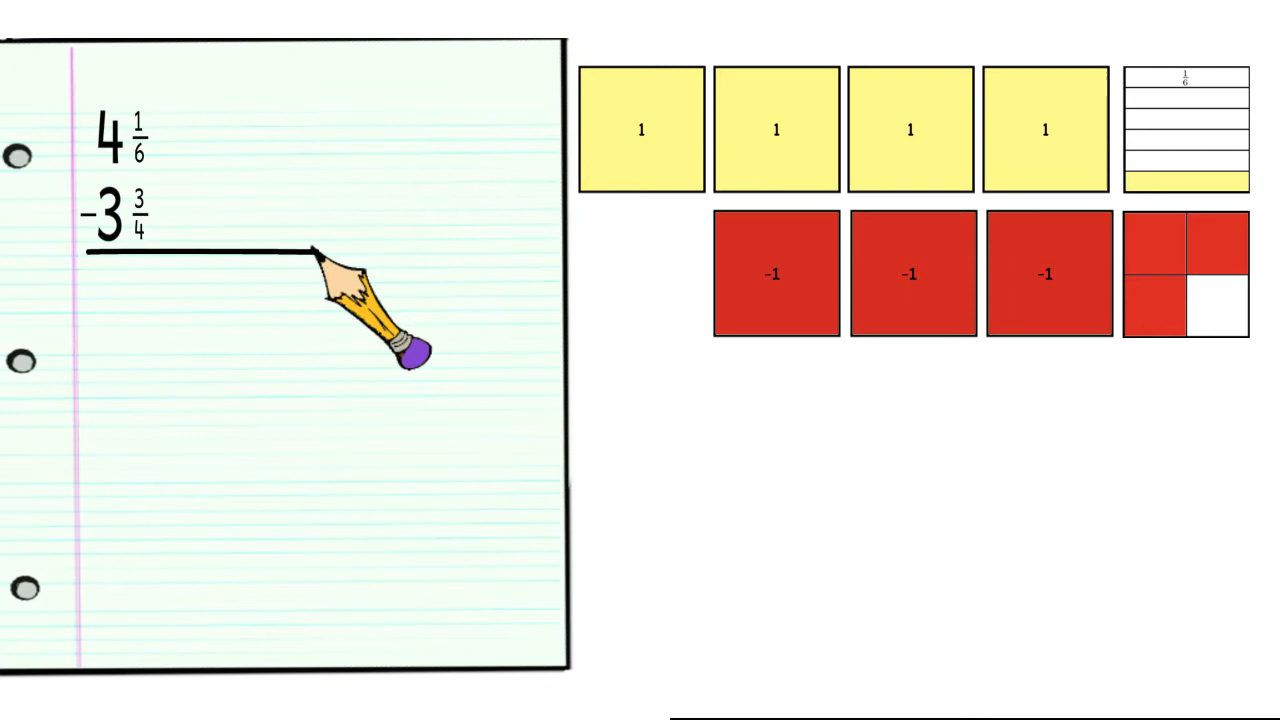 4 1/6
-3 3/4
1 1 1 1 1/6
-1 -1 -1